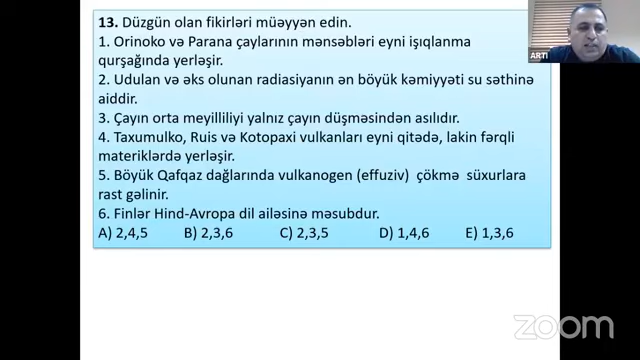 13. Düzgün olan fikirləri müəyyən edin.
1. Orinoko və Parana çaylarının mənsəbləri eyni işıqlanma
qurşağında yerləşir.
2. Udulan və əks olunan radiasiyanın ən böyük kəmiyyəti su səthinə
aiddir.
3. Çayın orta meyilliliyi yalnız çayın düşməsindən asılıdır.
4. Taxumulko, Ruis və Kotopaxi vulkanları eyni qitədə, lakin fərqli
materiklərdə yerləşir.
5. Böyük Qafqaz dağlarında vulkanogen (effuziv) çökmə süxurlara
rast gəlinir.
6. Finlər Hind-Avropa dil ailəsinə məsubdur.
A) 2,4,5 B) 2,3,6 C) 2,3,5 D) 1,4,6 E) 1,3,6
zoom